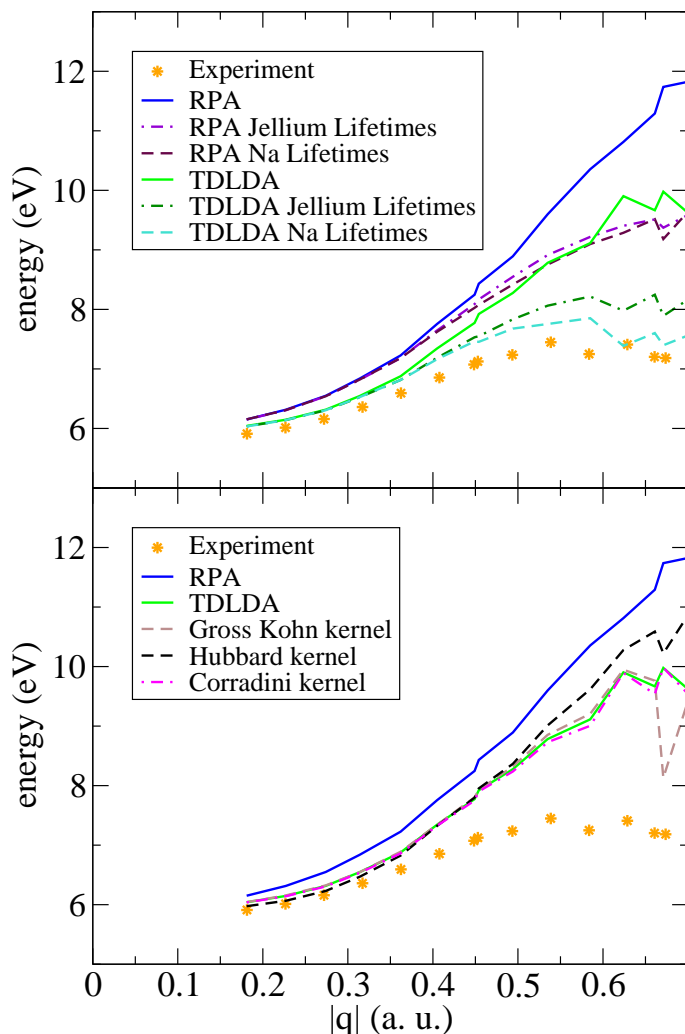 12
10
8
6
energy (eV)
Experiment
RPA
RPA Jellium Lifetimes
RPA Na Lifetimes
TDLDA
TDLDA Jellium Lifetimes
TDLDA Na Lifetimes
12
10
8
6
energy (eV)
Experiment
RPA
TDLDA
Gross Kohn kernel
Hubbard kernel
Corradini kernel
0 0.1 0.2 0.3 0.4 0.5 0.6
|q| (a. u.)